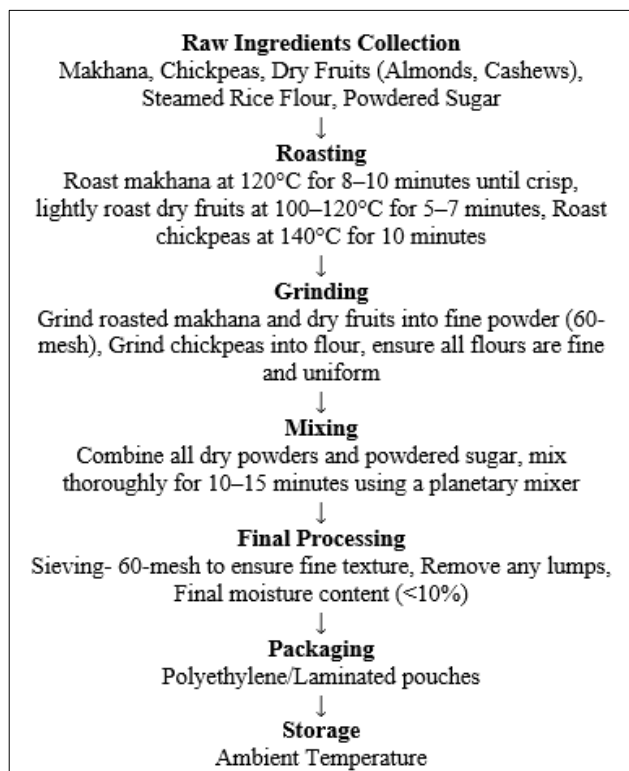 Raw Ingredients Collection
Makhana, Chickpeas, Dry Fruits (Almonds, Cashews),
Steamed Rice Flour, Powdered Sugar
↓
Roasting
Roast makhana at 120°C for 8–10 minutes until crisp,
lightly roast dry fruits at 100–120°C for 5–7 minutes, Roast
chickpeas at 140°C for 10 minutes
↓
Grinding
Grind roasted makhana and dry fruits into fine powder (60-
mesh), Grind chickpeas into flour, ensure all flours are fine
and uniform
↓
Mixing
Combine all dry powders and powdered sugar, mix
thoroughly for 10–15 minutes using a planetary mixer
↓
Final Processing
Sieving- 60-mesh to ensure fine texture, Remove any lumps,
Final moisture content (<10%)
↓
Packaging
Polyethylene/Laminated pouches
↓
Storage
Ambient Temperature